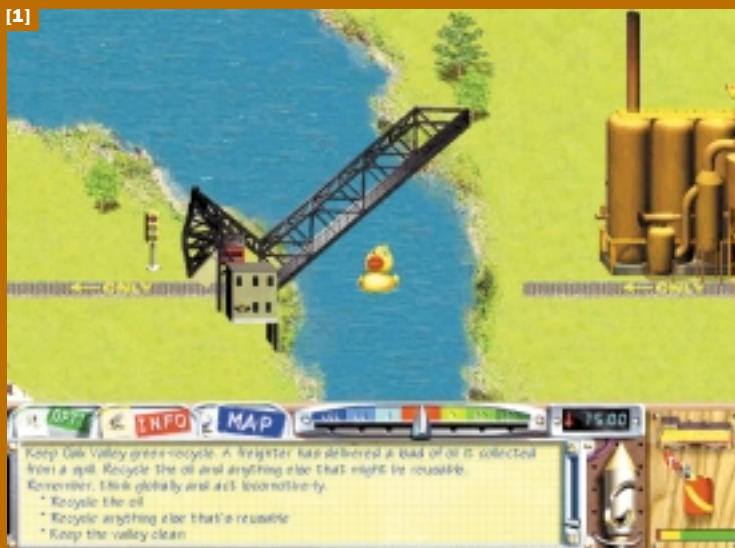 [1]
ONLY ONLY
OPT INFO MAP
75.00
Keep Oak Valley green-recycle. A freighter has delivered a load of oil it collected
from a spill. Recycle the oil and anything else that might be reusable.
Remember, think globally and act locomotive-ly.
* Recycle the oil
* Recycle anything else that's reusable
* Keep the valley clean